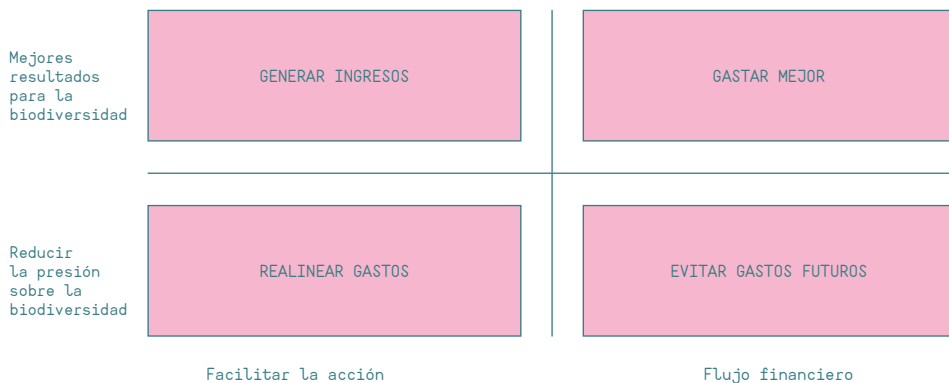 Mejores
resultados
para la
biodiversidad
GENERAR INGRESOS
GASTAR MEJOR
Reducir
la presión
sobre la
biodiversidad
REALINEAR GASTOS
EVITAR GASTOS FUTUROS
Facilitar la acción
Flujo financiero